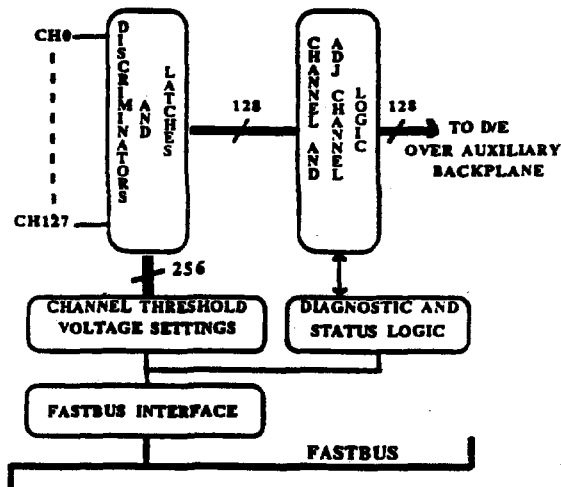 CH0
CH127
DISCRIMINATORS
AND
LATCHES
128
CHANNEL AND
ADJ CHANNEL
LOGIC
128
TO D/E
OVER AUXILIARY
BACKPLANE
256
CHANNEL THRESHOLD
VOLTAGE SETTINGS
DIAGNOSTIC AND
STATUS LOGIC
FASTBUS INTERFACE
FASTBUS